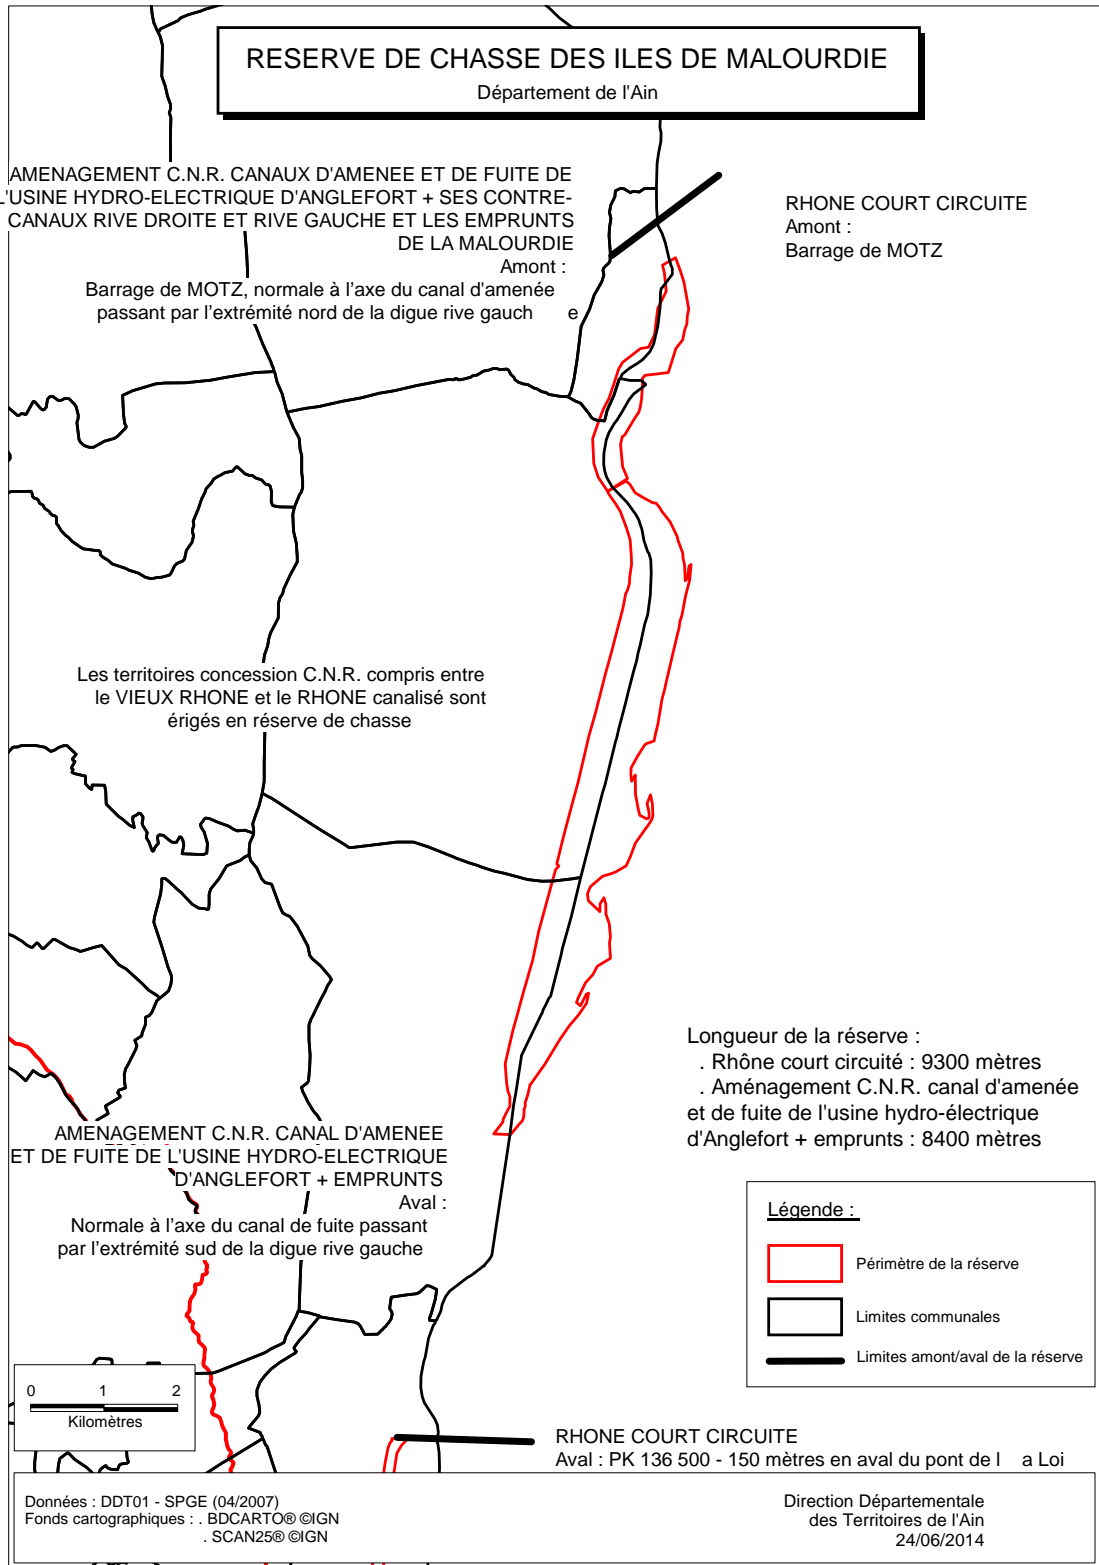 RESERVE DE CHASSE DES ILES DE MALOURDIE
Département de l'Ain
AMENAGEMENT C.N.R. CANAUX D'AMENEE ET DE FUITE DE
L'USINE HYDRO-ELECTRIQUE D'ANGLEFORT + SES CONTRE-
CANAUX RIVE DROITE ET RIVE GAUCHE ET LES EMPRUNTS
DE LA MALOURDIE
Amont :
Barrage de MOTZ, normale à l'axe du canal d'amenée
passant par l'extrémité nord de la digue rive gauch e
RHONE COURT CIRCUITE
Amont :
Barrage de MOTZ
Les territoires concession C.N.R. compris entre
le VIEUX RHONE et le RHONE canalisé sont
érigés en réserve de chasse
Longueur de la réserve :
. Rhône court circuité : 9300 mètres
. Aménagement C.N.R. canal d'amenée
et de fuite de l'usine hydro-électrique
d'Anglefort + emprunts : 8400 mètres
AMENAGEMENT C.N.R. CANAL D'AMENEE
ET DE FUITE DE L'USINE HYDRO-ELECTRIQUE
D'ANGLEFORT + EMPRUNTS
Aval :
Normale à l'axe du canal de fuite passant
par l'extrémité sud de la digue rive gauche
Légende :
Périmètre de la réserve
Limites communales
Limites amont/aval de la réserve
0 1 2
Kilomètres
RHONE COURT CIRCUITE
Aval : PK 136 500 - 150 mètres en aval du pont de l a Loi
Données : DDT01 - SPGE (04/2007)
Fonds cartographiques : . BDCARTO® ©IGN
. SCAN25® ©IGN
Direction Départementale
des Territoires de l'Ain
24/06/2014